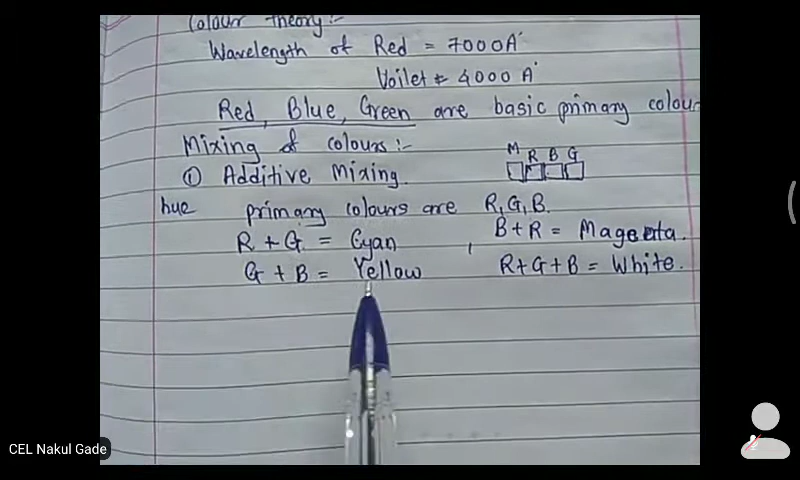 Colour theory:-
Wavelength of Red = 7000A°
Voilet = 4000 A°
Red, Blue, Green are basic primary colour
Mixing of colours:-
M R B G
① Additive Mixing.
hue primary colours are R,G,B.
R + G = Cyan , B + R = Magenta.
G + B = Yellow R+G+B = White.
CEL Nakul Gade